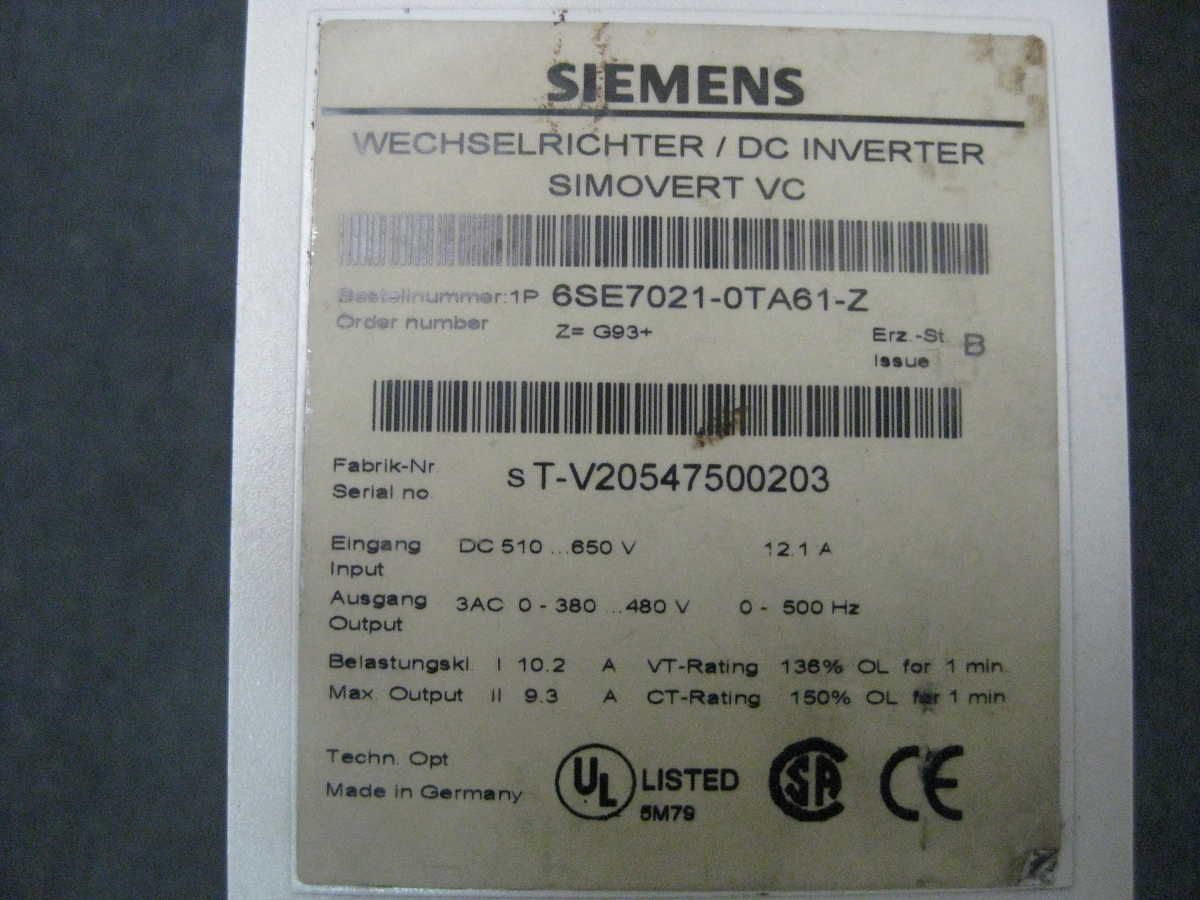 SIEMENS
WECHSELRICHTER / DC INVERTER
SIMOVERT VC
Bestellnummer:1P 6SE7021-0TA61-Z
Order number Z= G93+ Erz.-St. B
Issue
Fabrik-Nr. sT-V20547500203
Serial no.
Eingang DC 510 ...650 V 12.1 A
Input
Ausgang 3AC 0 - 380 ...480 V 0 - 500 Hz
Output
Belastungskl. I 10.2 A VT-Rating 136% OL for 1 min.
Max. Output II 9.3 A CT-Rating 150% OL for 1 min
Techn. Opt
Made in Germany
UL LISTED
5M79
SA
CE